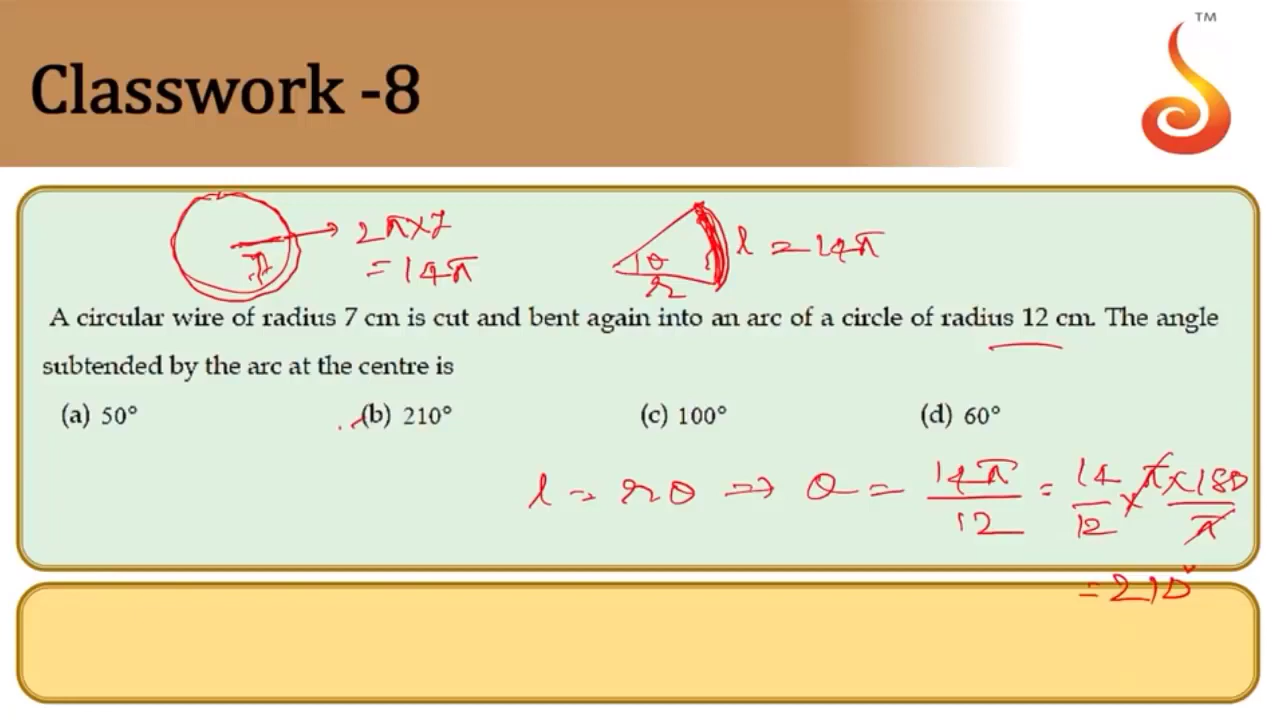 TM
Classwork -8
2π×7
= 14π
θ
r
l = 14π
A circular wire of radius 7 cm is cut and bent again into an arc of a circle of radius 12 cm. The angle
subtended by the arc at the centre is
(a) 50° (b) 210° (c) 100° (d) 60°
l = rθ ⇒ θ = 14π/12 = 14/12 × π×180/π
= 210°